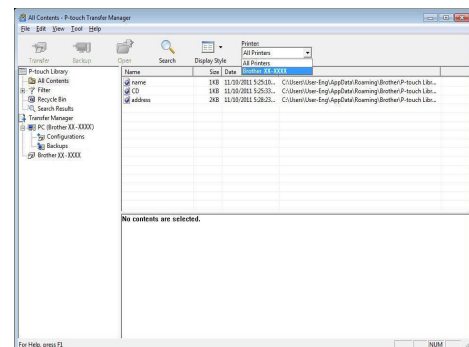 All Contents - P-touch Transfer Manager
File Edit View Tool Help
Transfer Backup Open Search Display Style
Printer
All Printers
All Printers
Brother XX-XXXX
P-touch Library
All Contents
Filter
Recycle Bin
Search Results
Transfer Manager
PC (Brother XX-XXXX)
Configurations
Backups
Brother XX-XXXX
Name Size Date
name 1KB 11/10/2011 5:25:10... C:\Users\User-Eng\AppData\Roaming\Brother\P-touch Libr...
CD 1KB 11/10/2011 5:25:33... C:\Users\User-Eng\AppData\Roaming\Brother\P-touch Libr...
address 2KB 11/10/2011 5:28:23... C:\Users\User-Eng\AppData\Roaming\Brother\P-touch Libr...
No contents are selected.
For Help, press F1
NUM